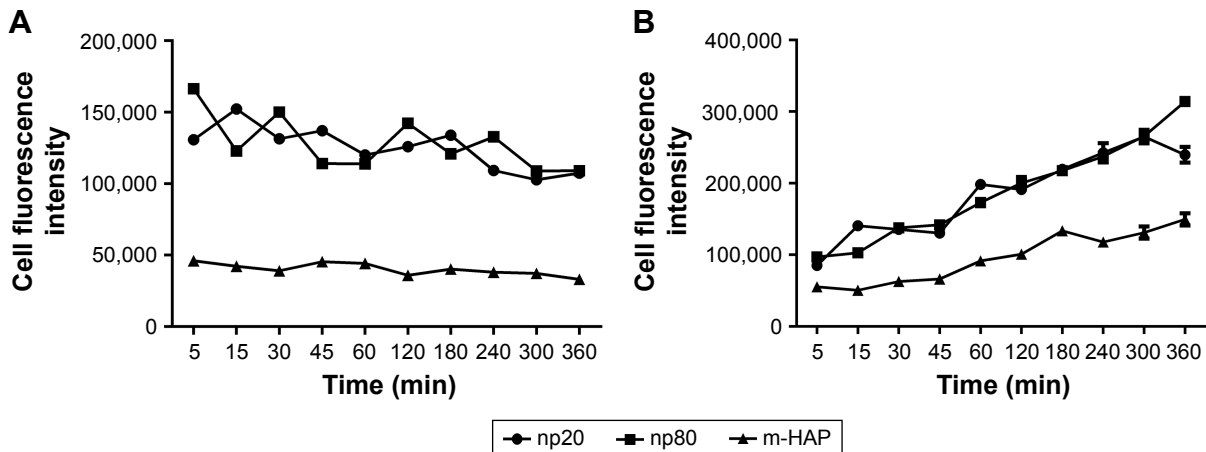 A
Cell fluorescence
intensity
200,000
150,000
100,000
50,000
0
5 15 30 45 60 120 180 240 300 360
Time (min)
B
Cell fluorescence
intensity
400,000
300,000
200,000
100,000
0
5 15 30 45 60 120 180 240 300 360
Time (min)
np20 np80 m-HAP